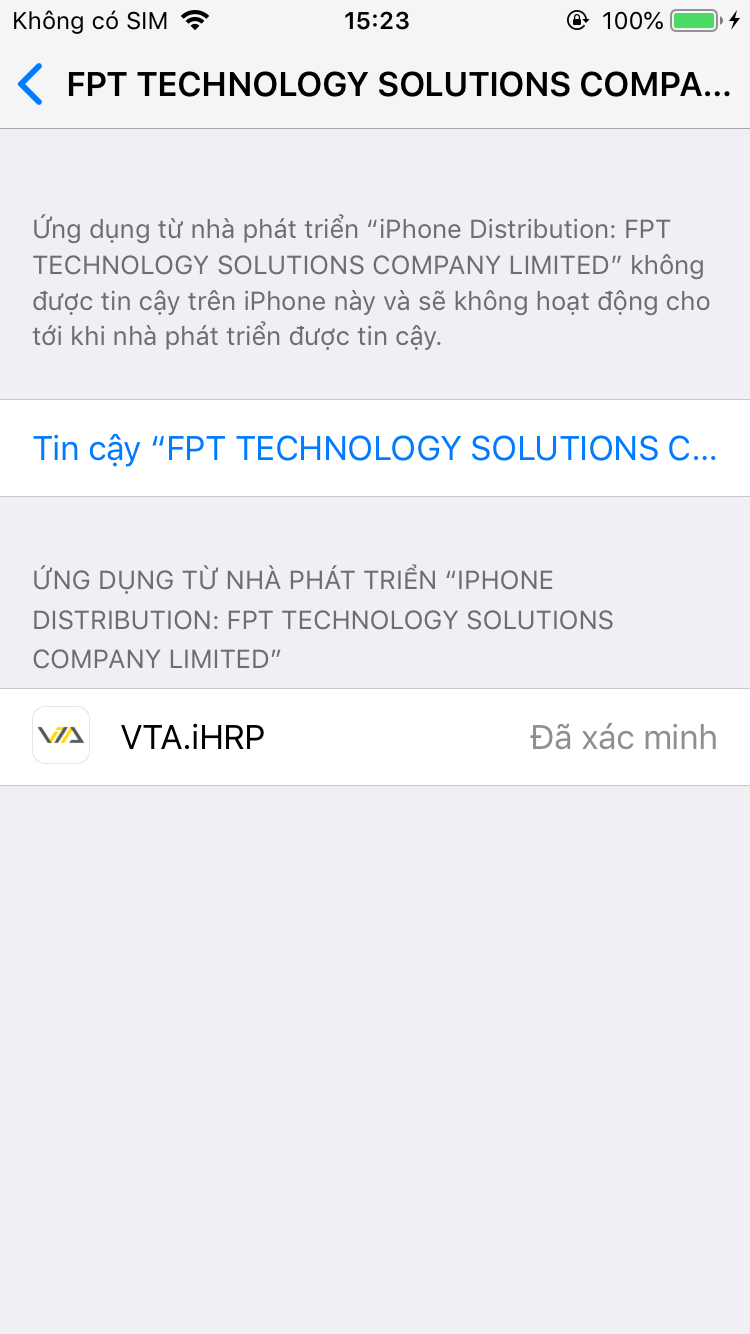 Không có SIM 15:23 100%
FPT TECHNOLOGY SOLUTIONS COMPA...
Ứng dụng từ nhà phát triển “iPhone Distribution: FPT
TECHNOLOGY SOLUTIONS COMPANY LIMITED” không
được tin cậy trên iPhone này và sẽ không hoạt động cho
tới khi nhà phát triển được tin cậy.
Tin cậy “FPT TECHNOLOGY SOLUTIONS C...
ỨNG DỤNG TỪ NHÀ PHÁT TRIỂN “IPHONE
DISTRIBUTION: FPT TECHNOLOGY SOLUTIONS
COMPANY LIMITED”
VTA VTA.iHRP Đã xác minh